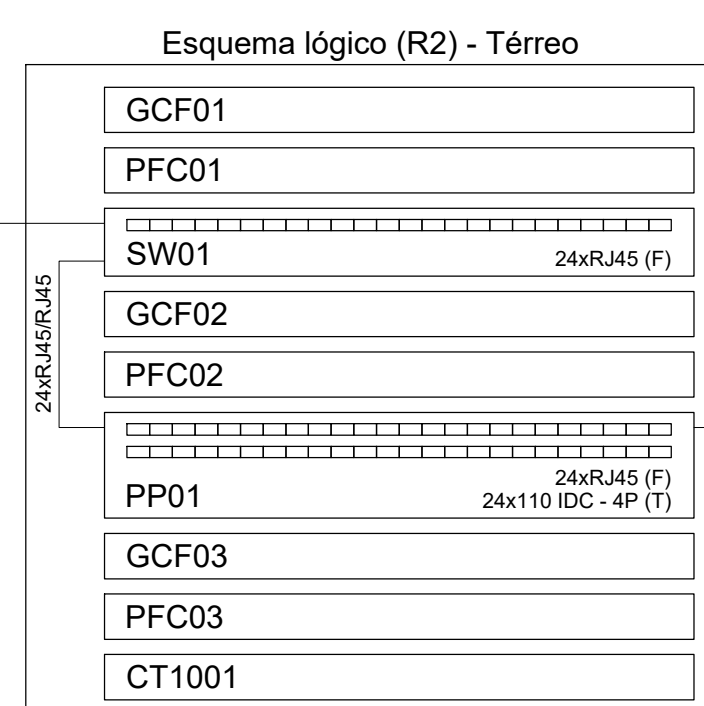 Esquema lógico (R2) - Térreo
GCF01
PFC01
SW01
24xRJ45 (F)
24xRJ45/RJ45
GCF02
PFC02
PP01
24xRJ45 (F)
24x110 IDC - 4P (T)
GCF03
PFC03
CT1001